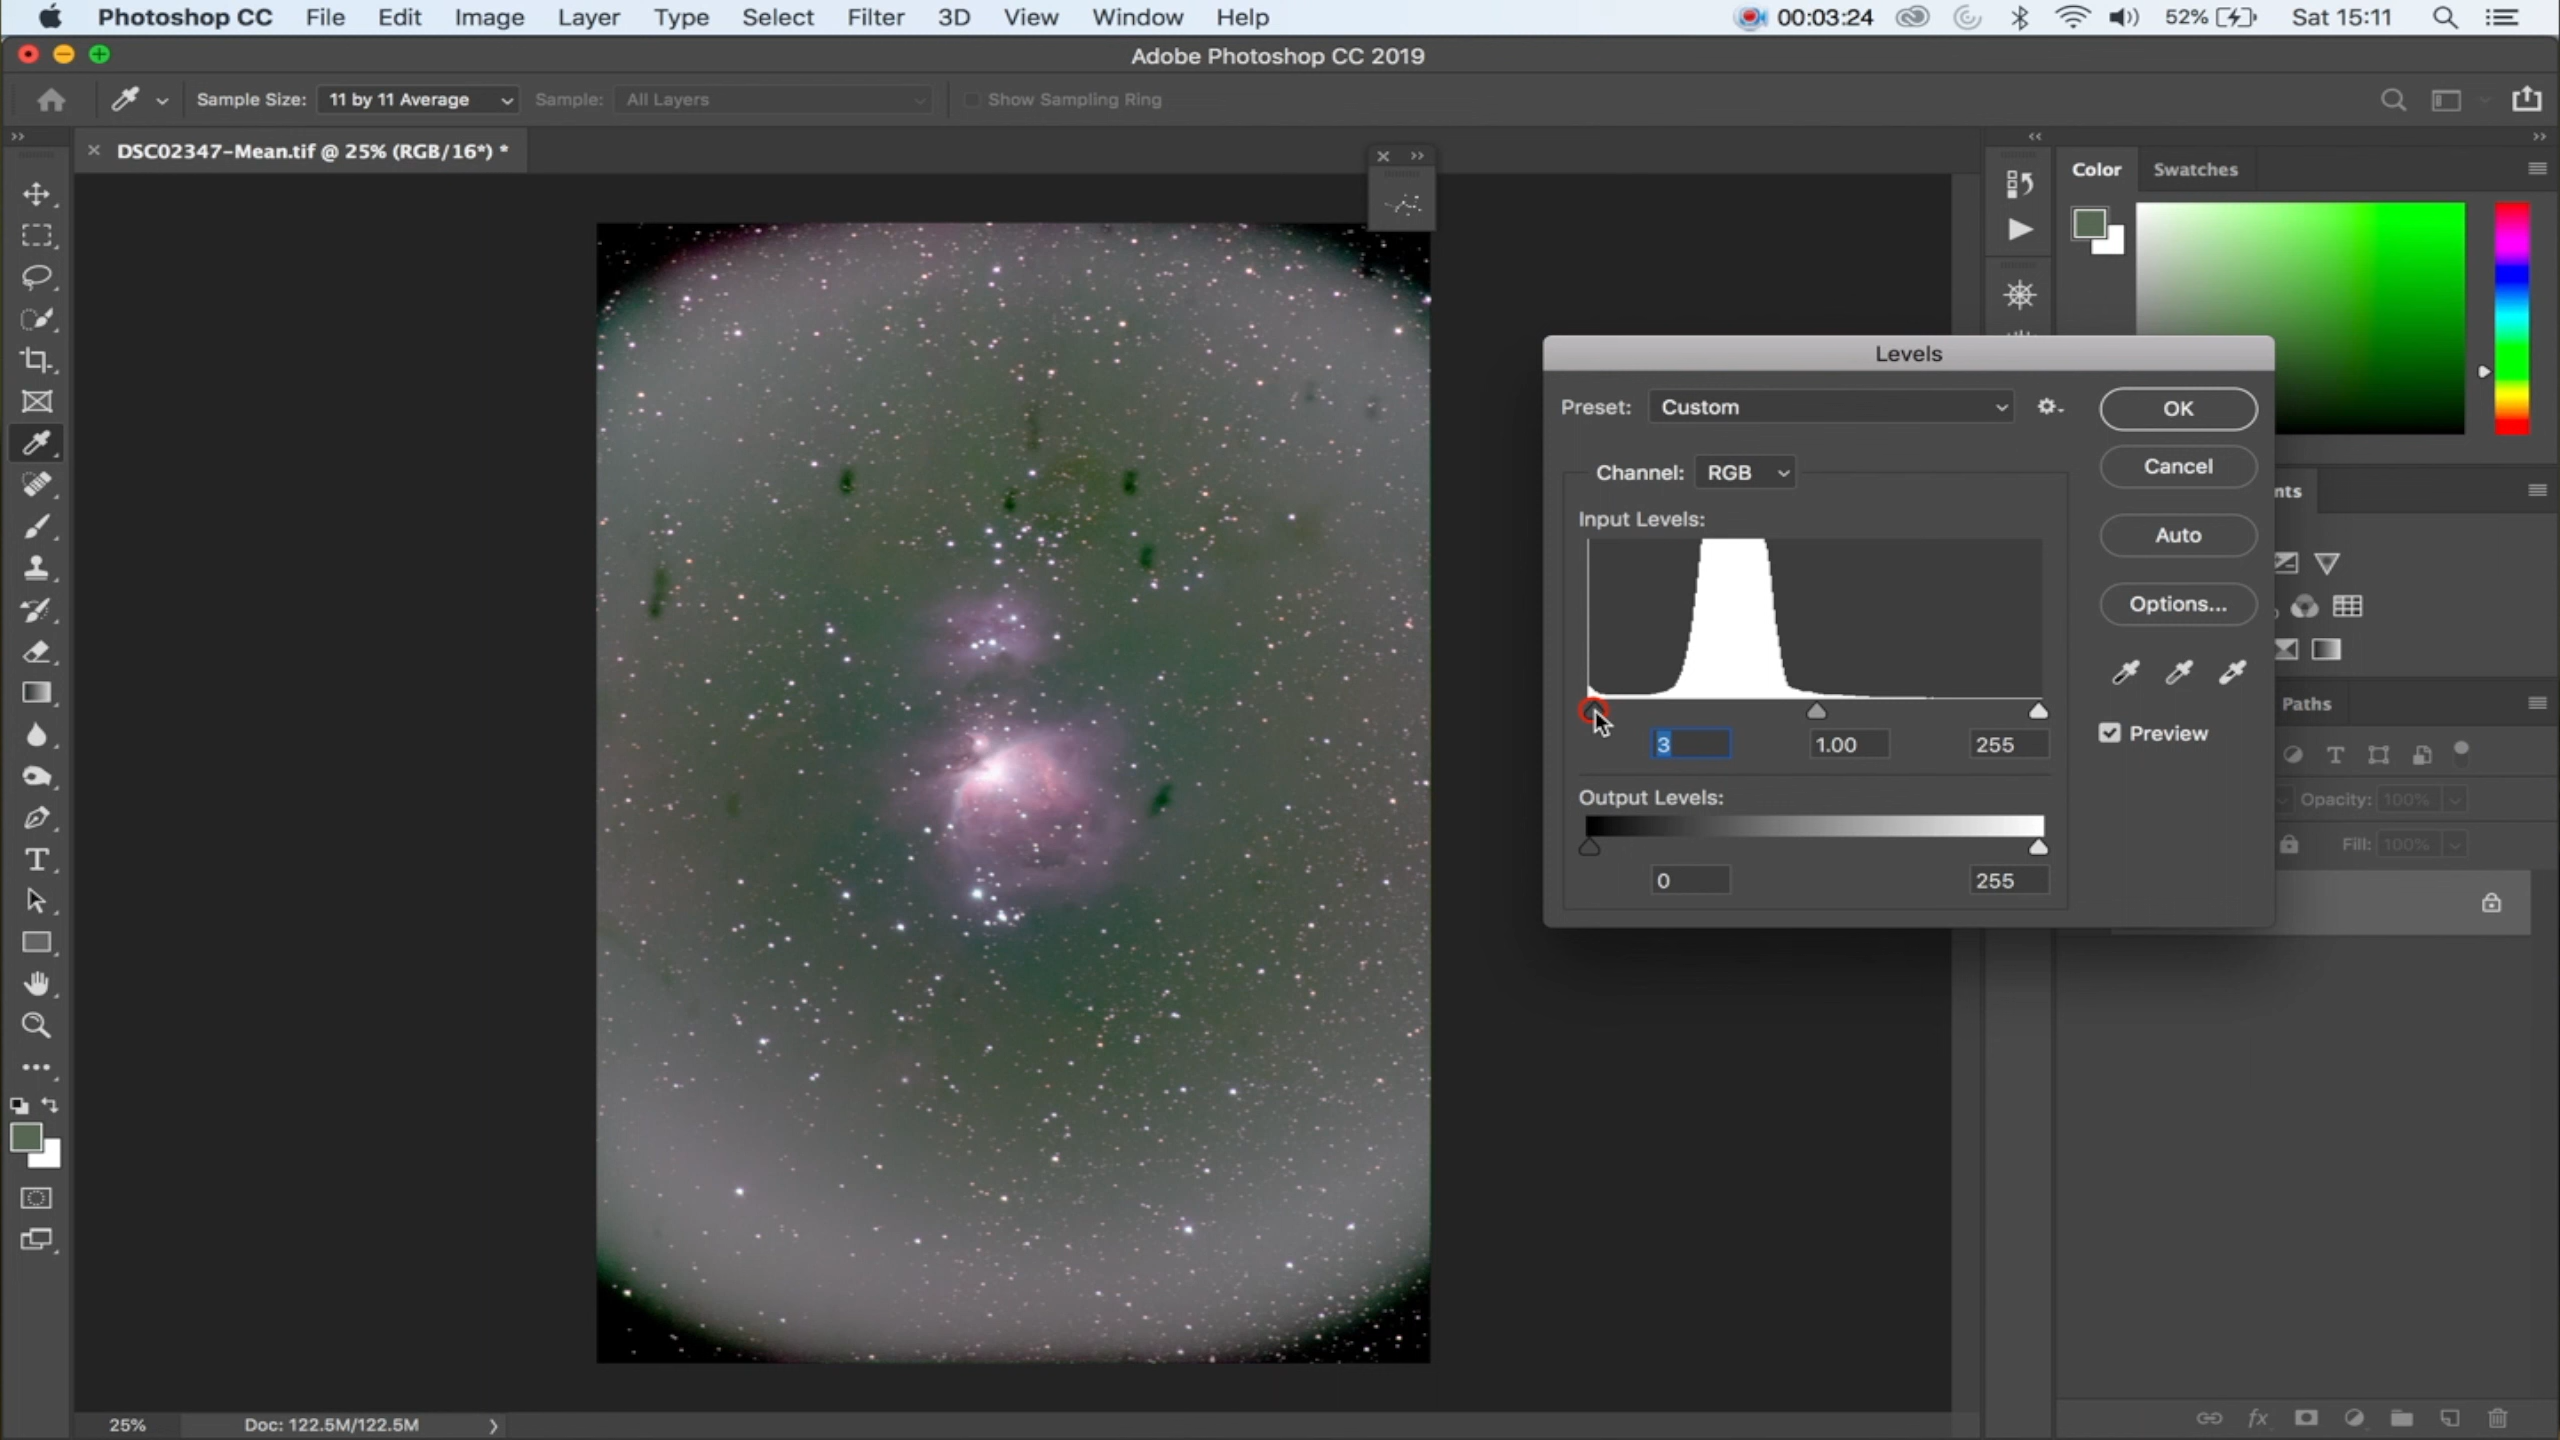 Photoshop CC File Edit Image Layer Type Select Filter 3D View Window Help 00:03:24 52% Sat 15:11
Adobe Photoshop CC 2019
Sample Size: 11 by 11 Average Sample: All Layers Show Sampling Ring
× DSC02347-Mean.tif @ 25% (RGB/16*) *
Color Swatches
Levels
Preset: Custom OK
Channel: RGB Cancel
nts
Input Levels: Auto
Options...
3 1.00 255
Preview
Paths
Output Levels:
Opacity: 100%
0 255
Fill: 100%
25% Doc: 122.5M/122.5M